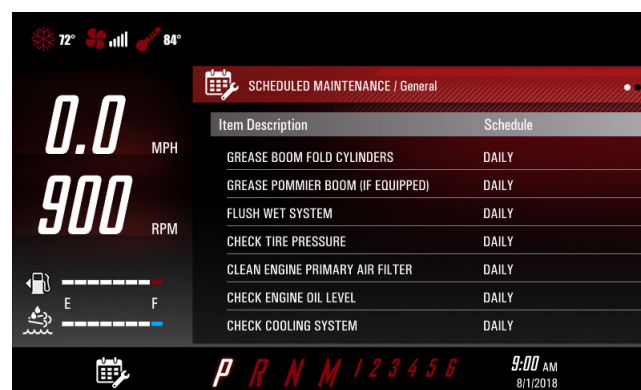 72° 84°
SCHEDULED MAINTENANCE / General
0.0 MPH
900 RPM
E F
Item Description Schedule
GREASE BOOM FOLD CYLINDERS DAILY
GREASE POMMIER BOOM (IF EQUIPPED) DAILY
FLUSH WET SYSTEM DAILY
CHECK TIRE PRESSURE DAILY
CLEAN ENGINE PRIMARY AIR FILTER DAILY
CHECK ENGINE OIL LEVEL DAILY
CHECK COOLING SYSTEM DAILY
P R N M 1 2 3 4 5 6
9:00 AM
8/1/2018